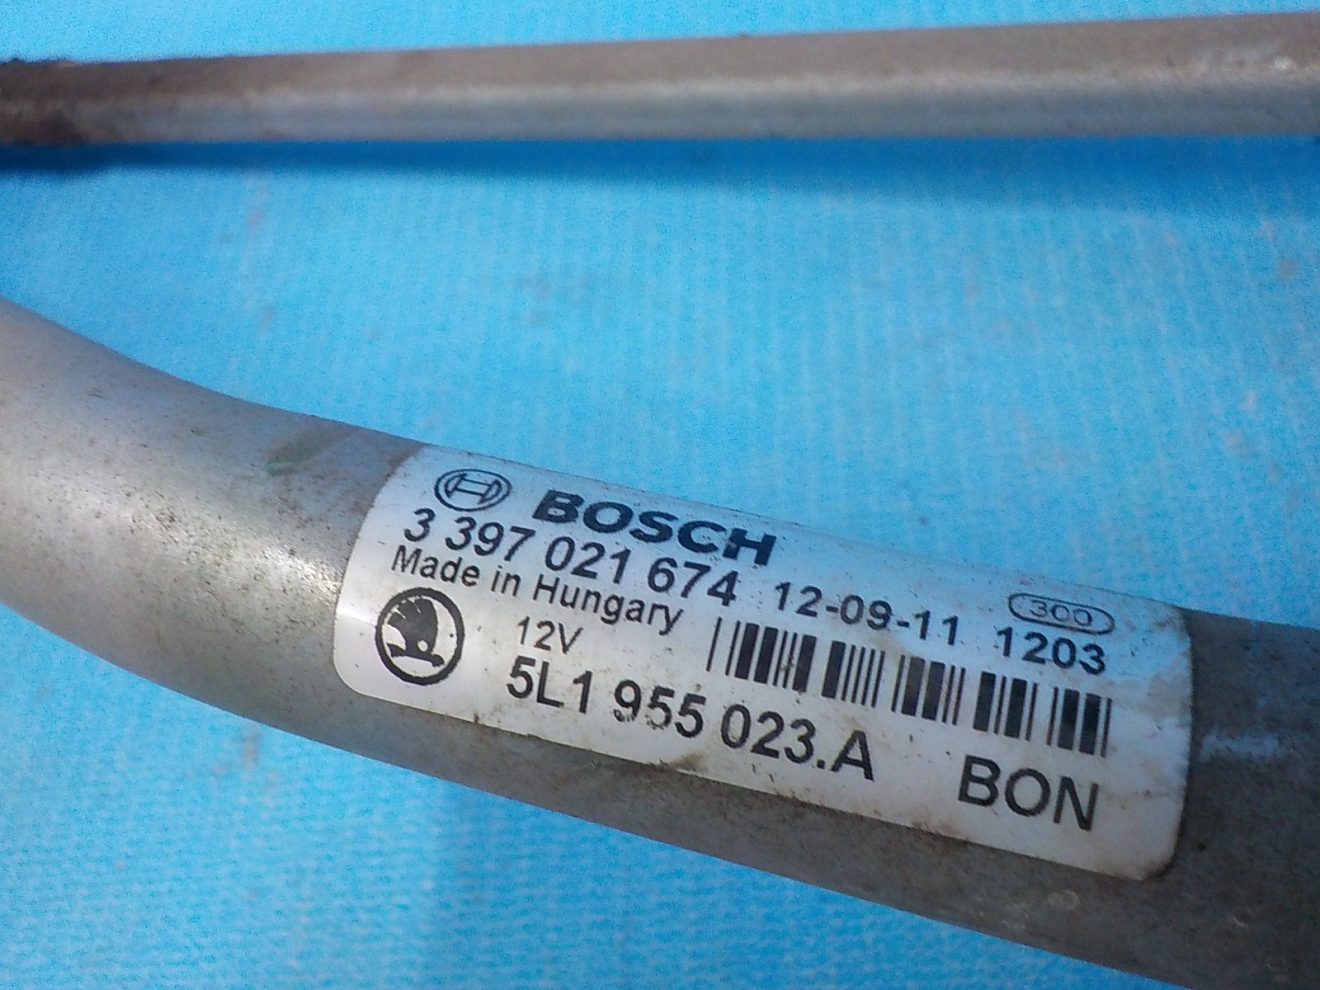 BOSCH
3 397 021 674 12-09-11 1203
300
Made in Hungary
12V
5L1 955 023.A BON